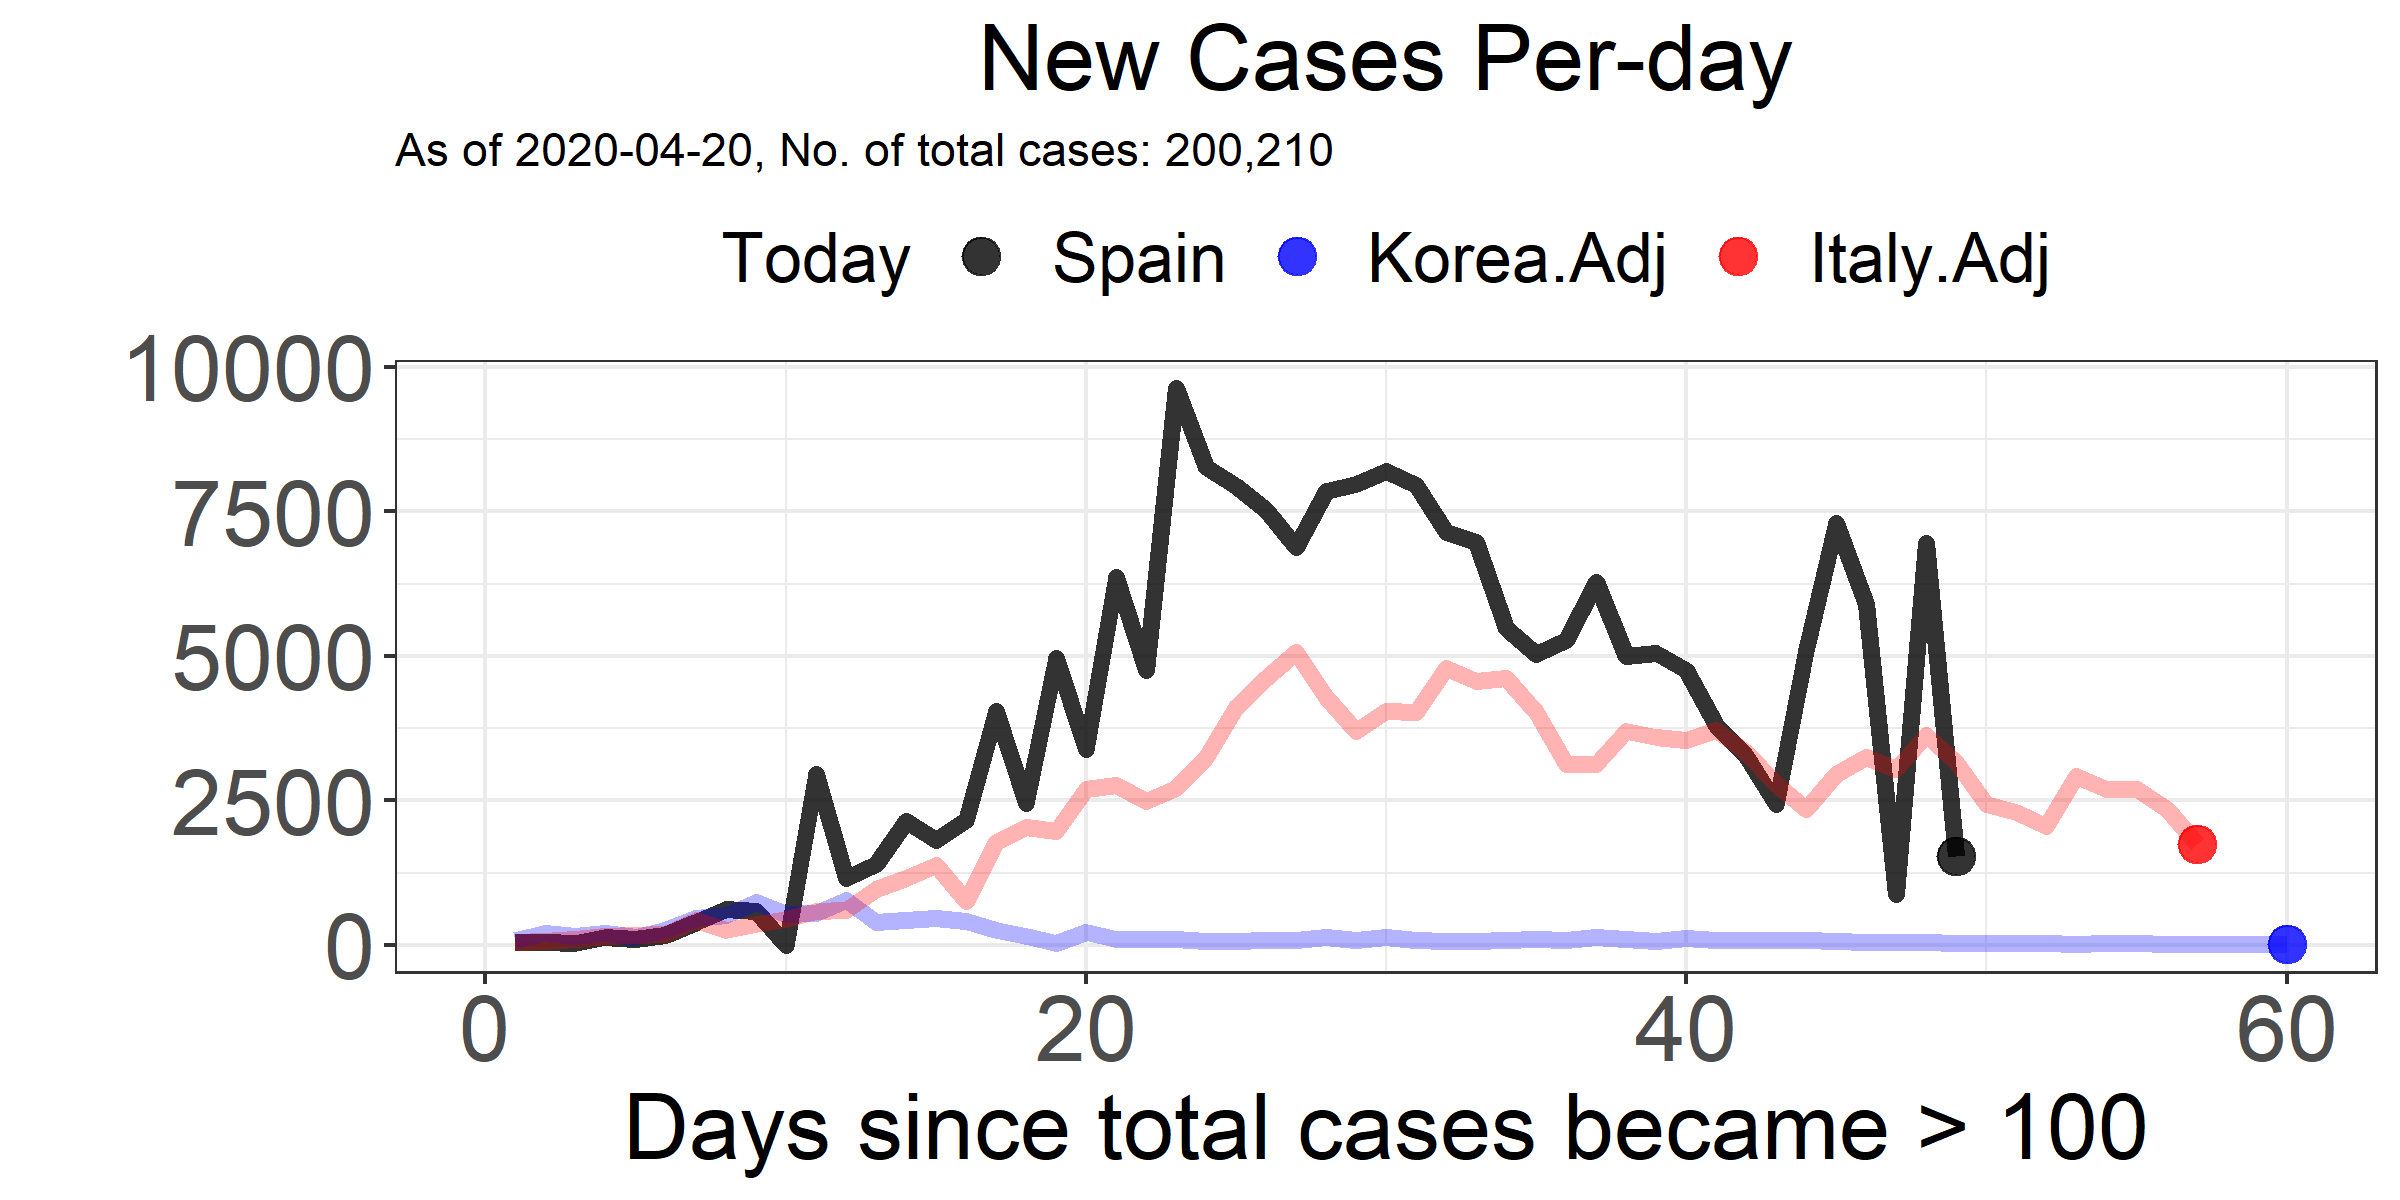 New Cases Per-day
As of 2020-04-20, No. of total cases: 200,210
Today Spain Korea.Adj Italy.Adj
10000
7500
5000
2500
0
0 20 40 60
Days since total cases became > 100